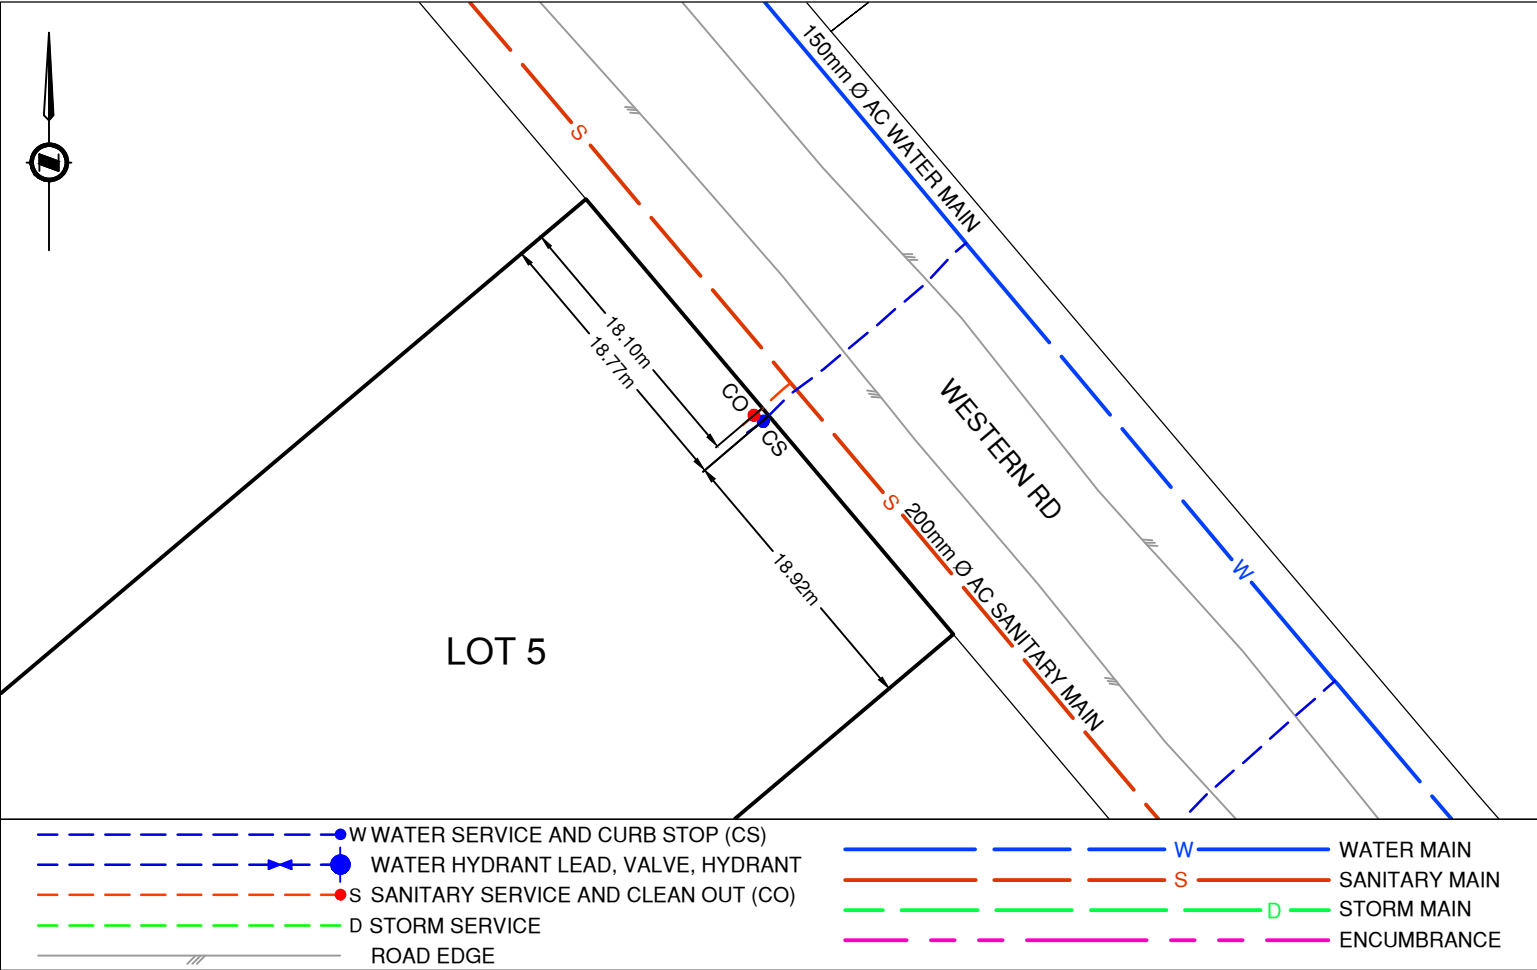 150mm Ø AC WATER MAIN
S
18.10m
18.77m
CO
CS
WESTERN RD
S
200mm Ø AC SANITARY MAIN
W
18.92m
LOT 5
W WATER SERVICE AND CURB STOP (CS)
WATER HYDRANT LEAD, VALVE, HYDRANT
S SANITARY SERVICE AND CLEAN OUT (CO)
D STORM SERVICE
ROAD EDGE
W WATER MAIN
S SANITARY MAIN
D STORM MAIN
ENCUMBRANCE